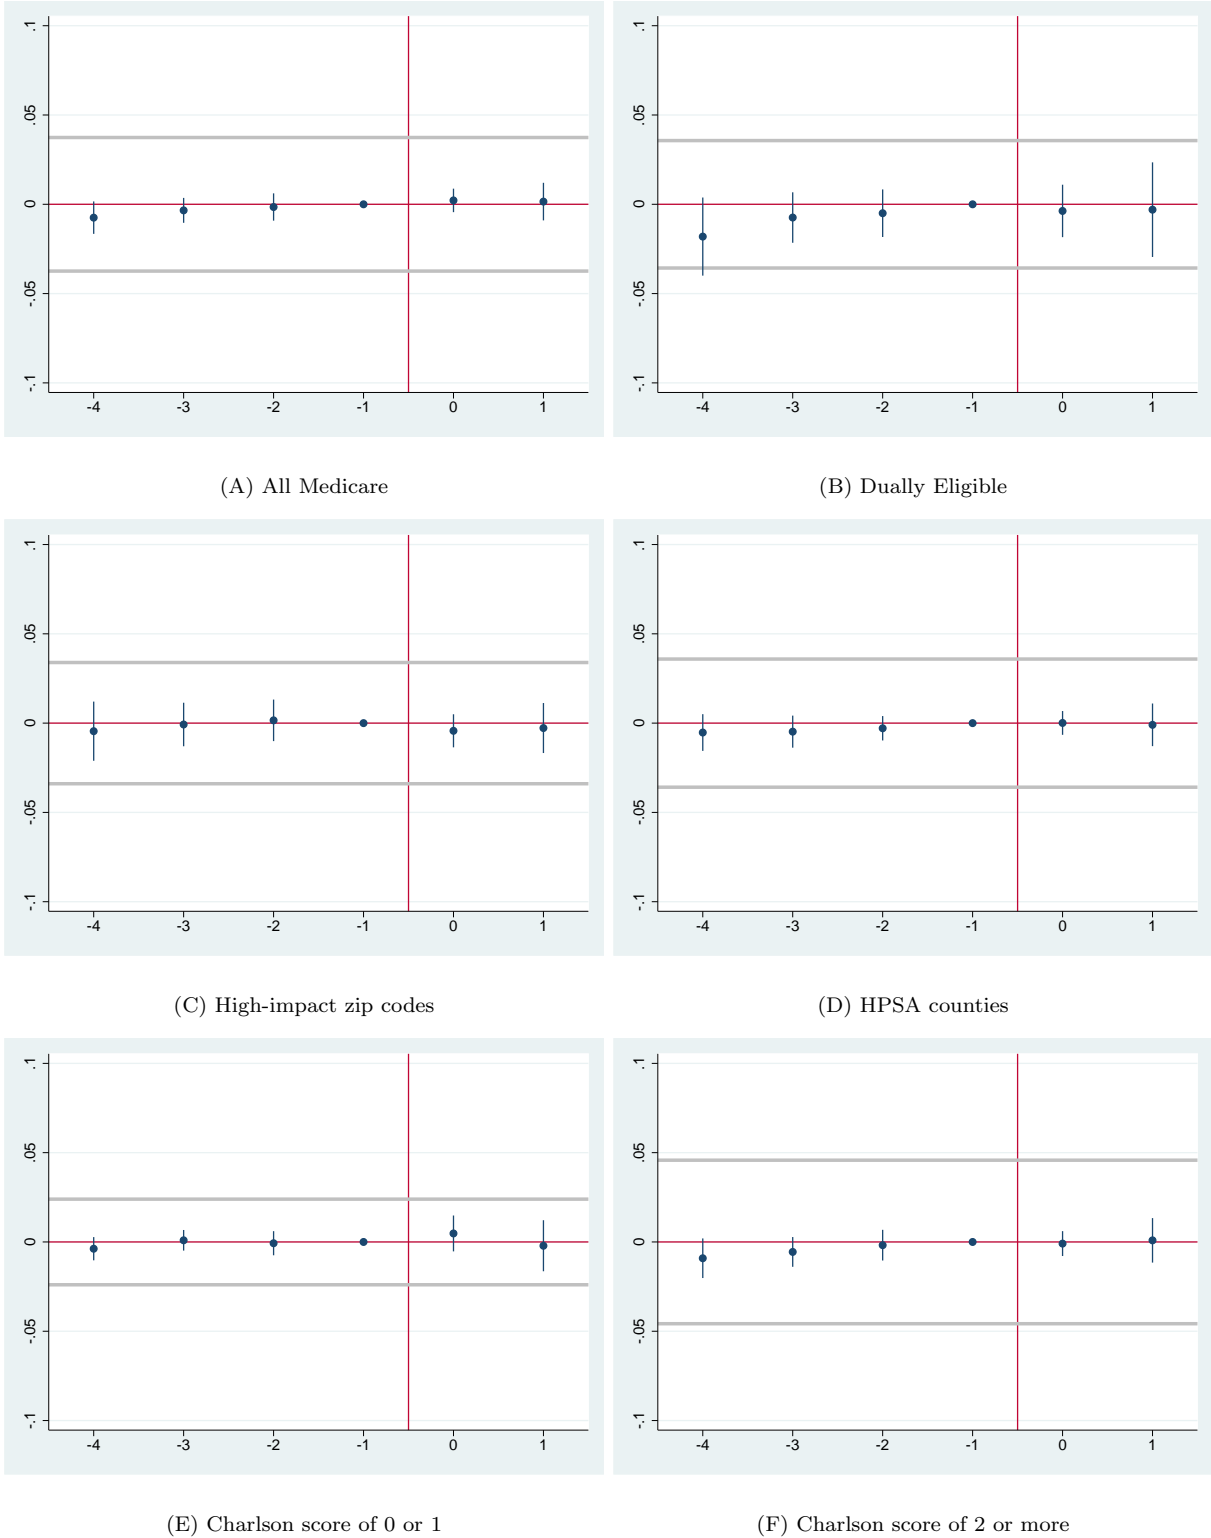 .1
.05
0
-.05
-.1
-4 -3 -2 -1 0 1
(A) All Medicare
.1
.05
0
-.05
-.1
-4 -3 -2 -1 0 1
(B) Dually Eligible
.1
.05
0
-.05
-.1
-4 -3 -2 -1 0 1
(C) High-impact zip codes
.1
.05
0
-.05
-.1
-4 -3 -2 -1 0 1
(D) HPSA counties
.1
.05
0
-.05
-.1
-4 -3 -2 -1 0 1
(E) Charlson score of 0 or 1
.1
.05
0
-.05
-.1
-4 -3 -2 -1 0 1
(F) Charlson score of 2 or more